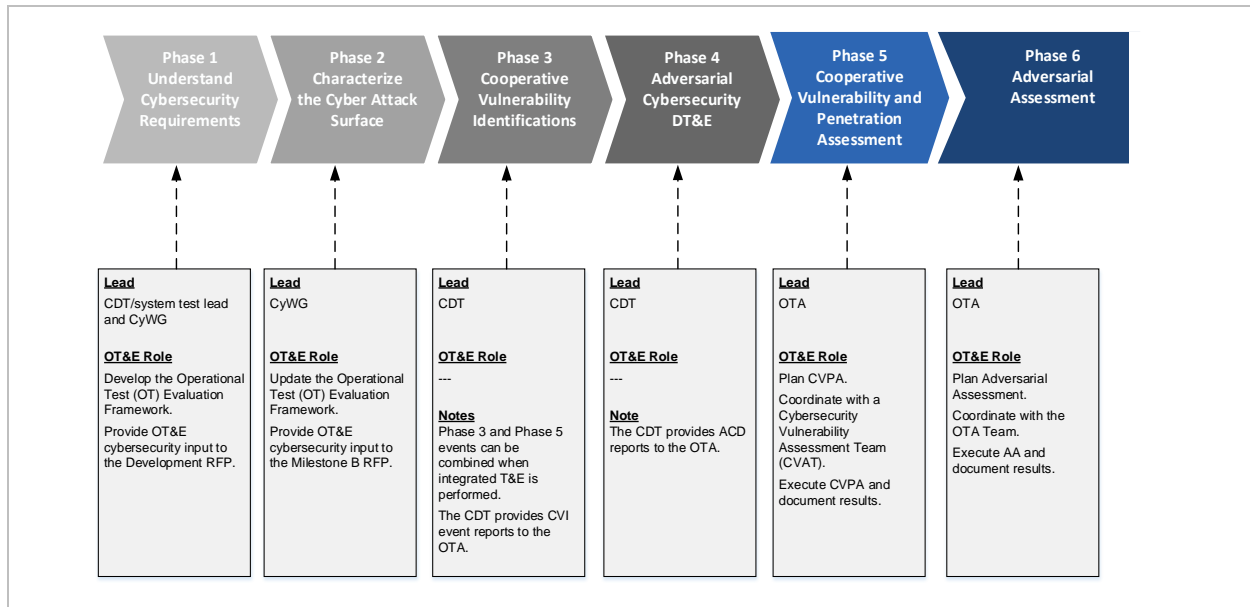 Phase 1
Understand
Cybersecurity
Requirements
Phase 2
Characterize
the Cyber Attack
Surface
Phase 3
Cooperative
Vulnerability
Identifications
Phase 4
Adversarial
Cybersecurity
DT&E
Phase 5
Cooperative
Vulnerability and
Penetration
Assessment
Phase 6
Adversarial
Assessment
Lead
CDT/system test lead
and CyWG
OT&E Role
Develop the Operational
Test (OT) Evaluation
Framework.
Provide OT&E
cybersecurity input to
the Development RFP.
Lead
CyWG
OT&E Role
Update the Operational
Test (OT) Evaluation
Framework.
Provide OT&E
cybersecurity input to
the Milestone B RFP.
Lead
CDT
OT&E Role
---
Notes
Phase 3 and Phase 5
events can be
combined when
integrated T&E is
performed.
The CDT provides CVI
event reports to the
OTA.
Lead
CDT
OT&E Role
---
Note
The CDT provides ACD
reports to the OTA.
Lead
OTA
OT&E Role
Plan CVPA.
Coordinate with a
Cybersecurity
Vulnerability
Assessment Team
(CVAT).
Execute CVPA and
document results.
Lead
OTA
OT&E Role
Plan Adversarial
Assessment.
Coordinate with the
OTA Team.
Execute AA and
document results.